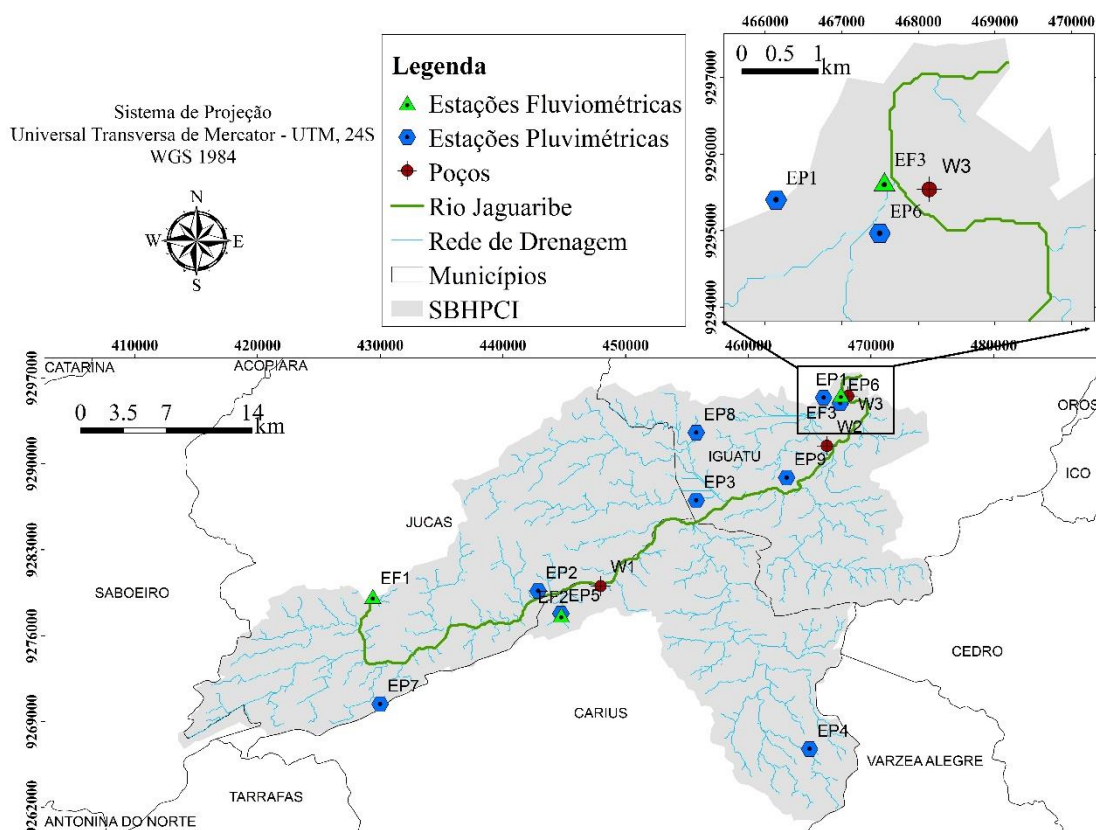 Sistema de Projeção
Universal Transversa de Mercator - UTM, 24S
WGS 1984
N
W
E
S
Legenda
Estações Fluviométricas
Estações Pluvimétricas
Poços
Rio Jaguaribe
Rede de Drenagem
Municípios
SBHPCI
466000 467000 468000 469000 470000
0 0.5 1
km
9297000
9296000
9295000
9294000
EP1
EF3
W3
EP6
410000 420000 430000 440000 450000 460000 470000 480000
9297000
9290000
9283000
9276000
9269000
9262000
0 3.5 7 14
km
CATARINA
ACOPIARA
EP1
EP6
W3
EF3
W2
OROS
EP8
IGUATU
EP9
ICO
EP3
JUCAS
SABOEIRO
EF1
EP2
W1
EF2
EP5
CEDRO
EP7
CARIUS
EP4
VARZEA ALEGRE
TARRAFAS
ANTONINA DO NORTE